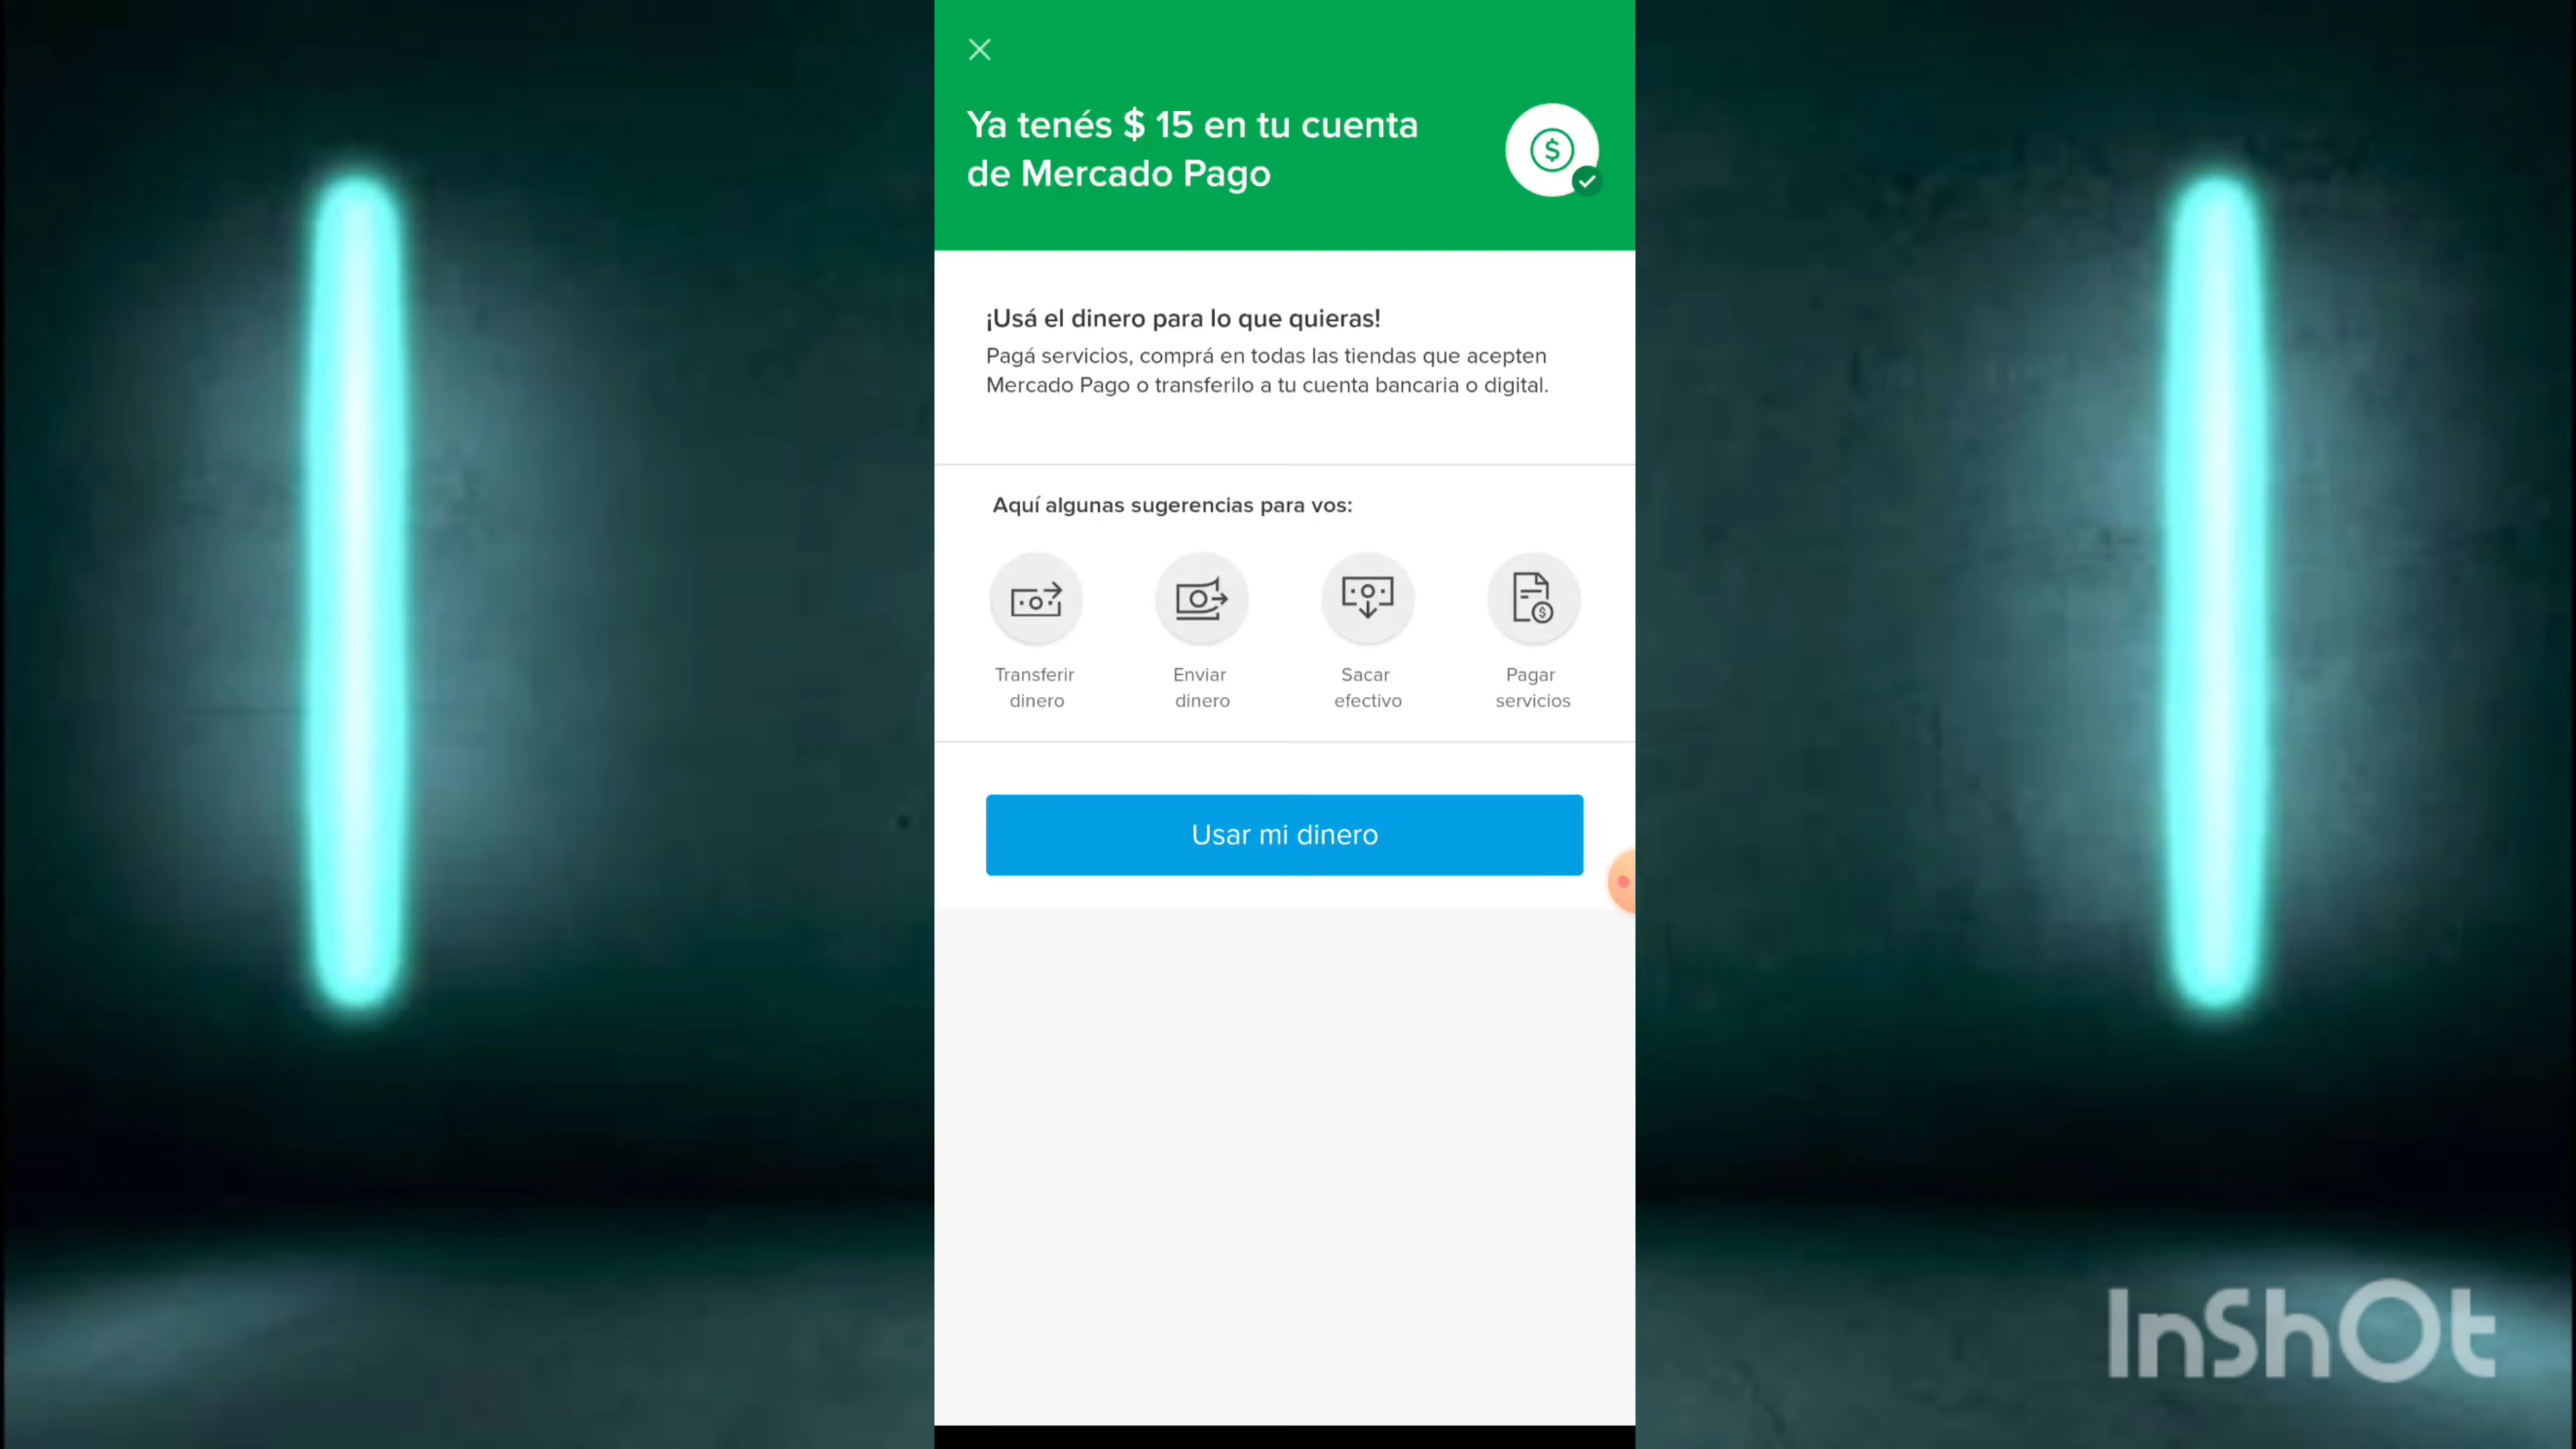 Ya tenés $ 15 en tu cuenta
de Mercado Pago
¡Usá el dinero para lo que quieras!
Pagá servicios, comprá en todas las tiendas que acepten
Mercado Pago o transferilo a tu cuenta bancaria o digital.
Aquí algunas sugerencias para vos:
Transferir
dinero
Enviar
dinero
Sacar
efectivo
Pagar
servicios
Usar mi dinero
InShOt